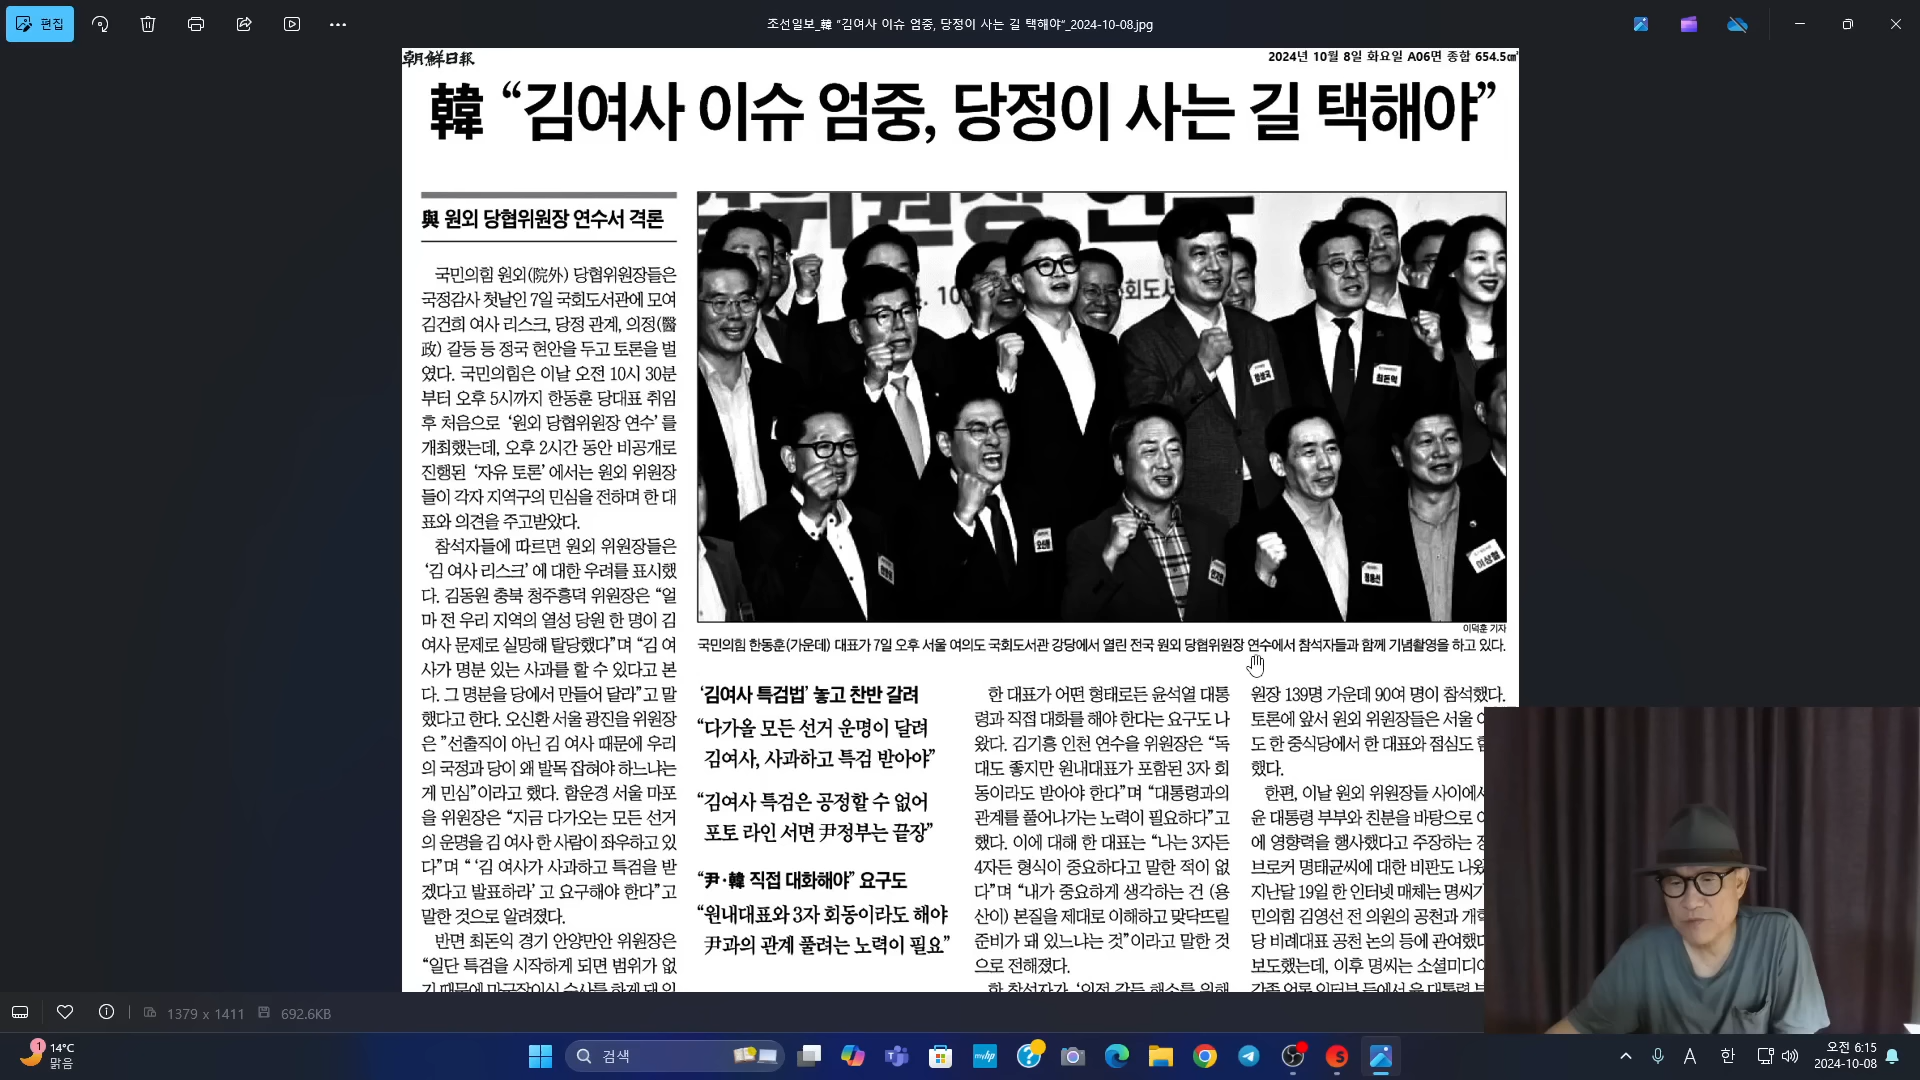 편집
조선일보_韓 “김여사 이슈 엄중, 당정이 사는 길 택해야”_2024-10-08.jpg
朝鮮日報
2024년 10월 8일 화요일 A06면 종합 654.5㎠
韓 “김여사 이슈 엄중, 당정이 사는 길 택해야”
與 원외 당협위원장 연수서 격론
국민의힘 원외(院外) 당협위원장들은
국정감사 첫날인 7일 국회도서관에 모여
김건희 여사 리스크, 당정 관계, 의정(醫
政) 갈등 등 정국 현안을 두고 토론을 벌
였다. 국민의힘은 이날 오전 10시 30분
부터 오후 5시까지 한동훈 당대표 취임
후 처음으로 ‘원외 당협위원장 연수’를
개최했는데, 오후 2시간 동안 비공개로
진행된 ‘자유 토론’에서는 원외 위원장
들이 각자 지역구의 민심을 전하며 한 대
표와 의견을 주고받았다.
참석자들에 따르면 원외 위원장들은
‘김 여사 리스크’에 대한 우려를 표시했
다. 김동원 충북 청주흥덕 위원장은 “얼
마 전 우리 지역의 열성 당원 한 명이 김
여사 문제로 실망해 탈당했다”며 “김 여
사가 명분 있는 사과를 할 수 있다고 본
다. 그 명분을 당에서 만들어 달라”고 말
했다고 한다. 오신환 서울 광진을 위원장
은 ”선출직이 아닌 김 여사 때문에 우리
의 국정과 당이 왜 발목 잡혀야 하느냐는
게 민심”이라고 했다. 함운경 서울 마포
을 위원장은 “지금 다가오는 모든 선거
의 운명을 김 여사 한 사람이 좌우하고 있
다”며 “ ‘김 여사가 사과하고 특검을 받
겠다고 발표하라’고 요구해야 한다”고
말한 것으로 알려졌다.
반면 최돈익 경기 안양만안 위원장은
“일단 특검을 시작하게 되면 범위가 없
최돈익
이상협
이덕훈 기자
국민의힘 한동훈(가운데) 대표가 7일 오후 서울 여의도 국회도서관 강당에서 열린 전국 원외 당협위원장 연수에서 참석자들과 함께 기념촬영을 하고 있다.
‘김여사 특검법’ 놓고 찬반 갈려
“다가올 모든 선거 운명이 달려
김여사, 사과하고 특검 받아야”
“김여사 특검은 공정할 수 없어
포토 라인 서면 尹정부는 끝장”
“尹·韓 직접 대화해야” 요구도
“원내대표와 3자 회동이라도 해야
尹과의 관계 풀려는 노력이 필요”
한 대표가 어떤 형태로든 윤석열 대통
령과 직접 대화를 해야 한다는 요구도 나
왔다. 김기흥 인천 연수을 위원장은 “독
대도 좋지만 원내대표가 포함된 3자 회
동이라도 받아야 한다”며 “대통령과의
관계를 풀어나가는 노력이 필요하다”고
했다. 이에 대해 한 대표는 “나는 3자든
4자든 형식이 중요하다고 말한 적이 없
다”며 “내가 중요하게 생각하는 건 (용
산이) 본질을 제대로 이해하고 맞닥뜨릴
준비가 돼 있느냐는 것”이라고 말한 것
으로 전해졌다.
원장 139명 가운데 90여 명이 참석했다.
토론에 앞서 원외 위원장들은 서울
도 한 중식당에서 한 대표와 점심도
했다.
한편, 이날 원외 위원장들 사이에서
윤 대통령 부부와 친분을 바탕으로
에 영향력을 행사했다고 주장하는
브로커 명태균씨에 대한 비판도
지난달 19일 한 인터넷 매체는 명씨가
민의힘 김영선 전 의원의 공천과
당 비례대표 공천 논의 등에 관여했다
보도했는데, 이후 명씨는 소셜미디어
1379 x 1411
692.6KB
1
14°C
맑음
검색
myhp
A
한
오전 6:15
2024-10-08